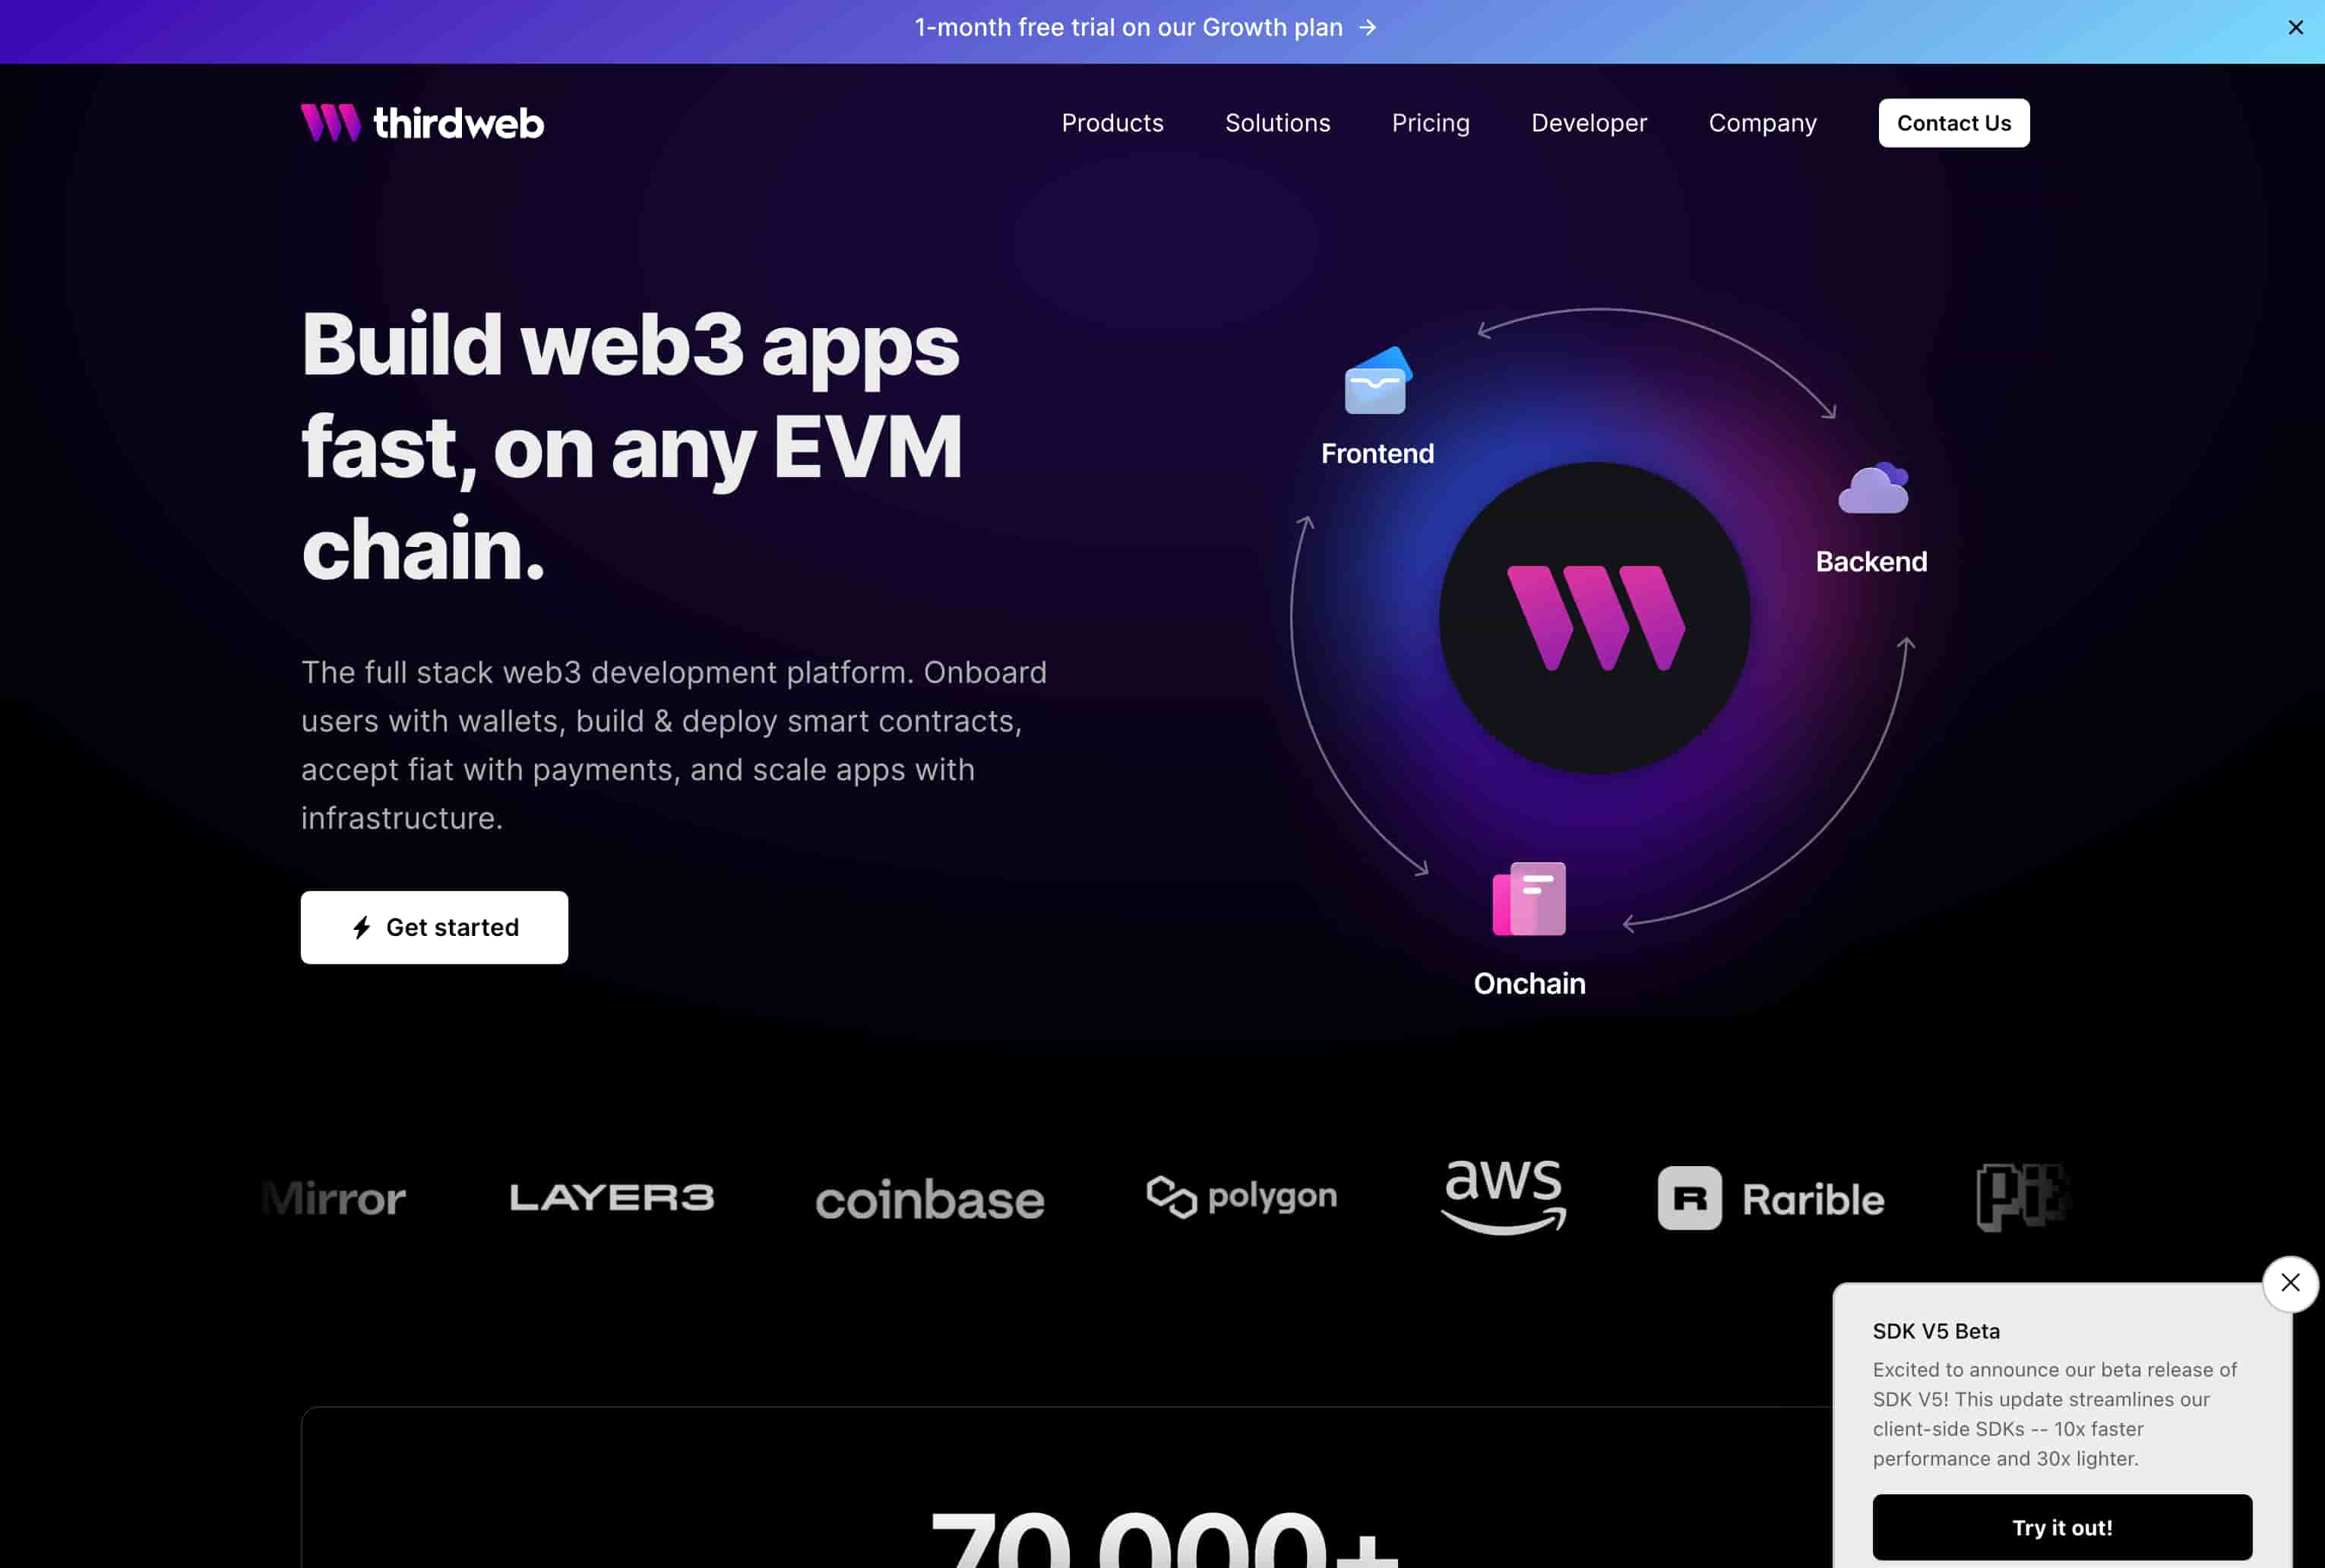 1-month free trial on our Growth plan →
thirdweb
Products
Solutions
Pricing
Developer
Company
Contact Us
Build web3 apps
fast, on any EVM
chain.
The full stack web3 development platform. Onboard
users with wallets, build & deploy smart contracts,
accept fiat with payments, and scale apps with
infrastructure.
Get started
Frontend
Backend
Onchain
Mirror
LAYER3
coinbase
polygon
aws
R Rarible
SDK V5 Beta
Excited to announce our beta release of
SDK V5! This update streamlines our
client-side SDKs -- 10x faster
performance and 30x lighter.
Try it out!
70,000+